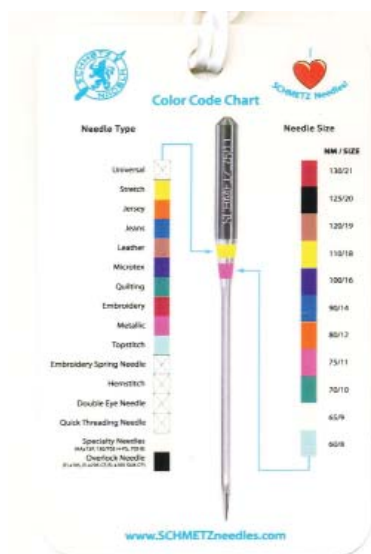 SCHMETZ
I
SCHMETZ Needles!
Color Code Chart
Needle Type
Needle Size
NM / SIZE
Universal
Stretch
Jersey
Jeans
Leather
Microtex
Quilting
Embroidery
Metallic
Topstitch
Embroidery Spring Needle
Hemstitch
Double Eye Needle
Quick Threading Needle
Specialty Needles
Overlock Needle
130/21
125/20
120/19
110/18
100/16
90/14
80/12
75/11
70/10
65/9
60/8
www.SCHMETZneedles.com